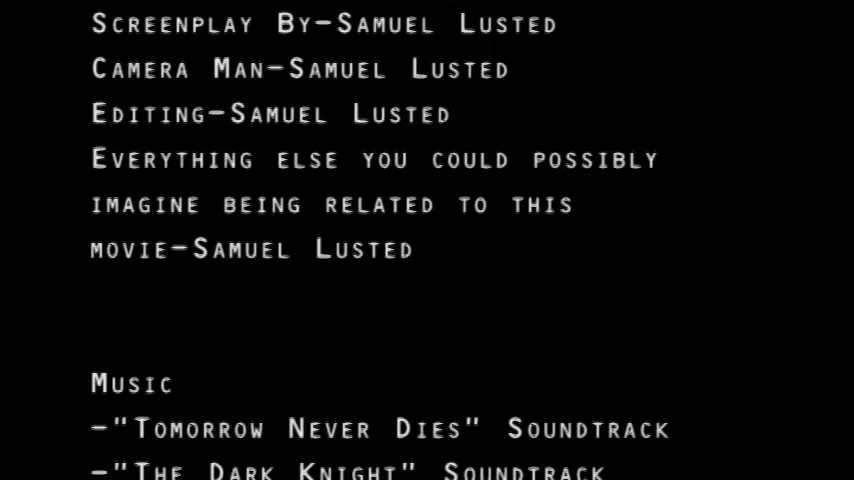 Screenplay By-Samuel Lusted
Camera Man-Samuel Lusted
Editing-Samuel Lusted
Everything else you could possibly
imagine being related to this
movie-Samuel Lusted
Music
-"Tomorrow Never Dies" Soundtrack
-"The Dark Knight" Soundtrack